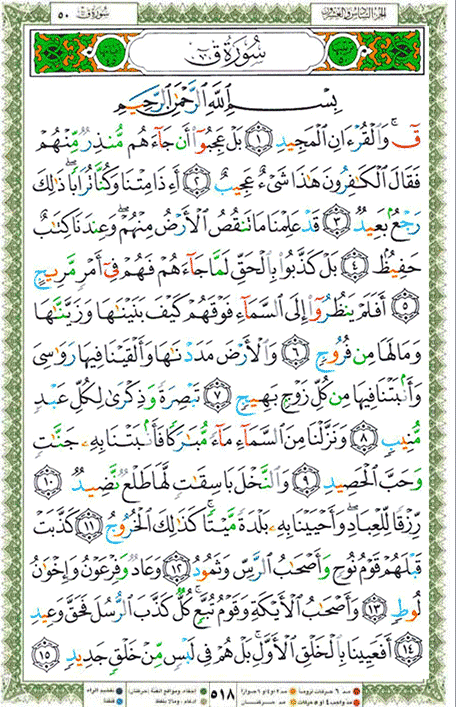 سُورَةُ ق ٥٠
الجزء السادس والعشرون
سُورَةُ ق
بِسْمِ ٱللَّهِ ٱلرَّحْمَٰنِ ٱلرَّحِيمِ
قٓ ۚ وَٱلْقُرْءَانِ ٱلْمَجِيدِ ١ بَلْ عَجِبُوٓا۟ أَن جَآءَهُم مُّنذِرٌ مِّنْهُمْ
فَقَالَ ٱلْكَٰفِرُونَ هَٰذَا شَىْءٌ عَجِيبٌ ٢ أَءِذَا مِتْنَا وَكُنَّا تُرَابًا ۖ ذَٰلِكَ
رَجْعٌۢ بَعِيدٌ ٣ قَدْ عَلِمْنَا مَا تَنقُصُ ٱلْأَرْضُ مِنْهُمْ ۖ وَعِندَنَا كِتَٰبٌ
حَفِيظٌۢ ٤ بَلْ كَذَّبُوا۟ بِٱلْحَقِّ لَمَّا جَآءَهُمْ فَهُمْ فِىٓ أَمْرٍ مَّرِيجٍ
٥ أَفَلَمْ يَنظُرُوٓا۟ إِلَى ٱلسَّمَآءِ فَوْقَهُمْ كَيْفَ بَنَيْنَٰهَا وَزَيَّنَّٰهَا
وَمَا لَهَا مِن فُرُوجٍ ٦ وَٱلْأَرْضَ مَدَدْنَٰهَا وَأَلْقَيْنَا فِيهَا رَوَٰسِىَ
وَأَنۢبَتْنَا فِيهَا مِن كُلِّ زَوْجٍۭ بَهِيجٍ ٧ تَبْصِرَةً وَذِكْرَىٰ لِكُلِّ عَبْدٍ
مُّنِيبٍ ٨ وَنَزَّلْنَا مِنَ ٱلسَّمَآءِ مَآءً مُّبَٰرَكًا فَأَنۢبَتْنَا بِهِۦ جَنَّٰتٍ
وَحَبَّ ٱلْحَصِيدِ ٩ وَٱلنَّخْلَ بَاسِقَٰتٍ لَّهَا طَلْعٌ نَّضِيدٌ ١٠
رِّزْقًا لِّلْعِبَادِ ۖ وَأَحْيَيْنَا بِهِۦ بَلْدَةً مَّيْتًا ۚ كَذَٰلِكَ ٱلْخُرُوجُ ١١ كَذَّبَتْ
قَبْلَهُمْ قَوْمُ نُوحٍ وَأَصْحَٰبُ ٱلرَّسِّ وَثَمُودُ ١٢ وَعَادٌ وَفِرْعَوْنُ وَإِخْوَٰنُ
لُوطٍ ١٣ وَأَصْحَٰبُ ٱلْأَيْكَةِ وَقَوْمُ تُبَّعٍ ۚ كُلٌّ كَذَّبَ ٱلرُّسُلَ فَحَقَّ وَعِيدِ
١٤ أَفَعَيِينَا بِٱلْخَلْقِ ٱلْأَوَّلِ ۚ بَلْ هُمْ فِى لَبْسٍ مِّنْ خَلْقٍ جَدِيدٍ ١٥
٥١٨